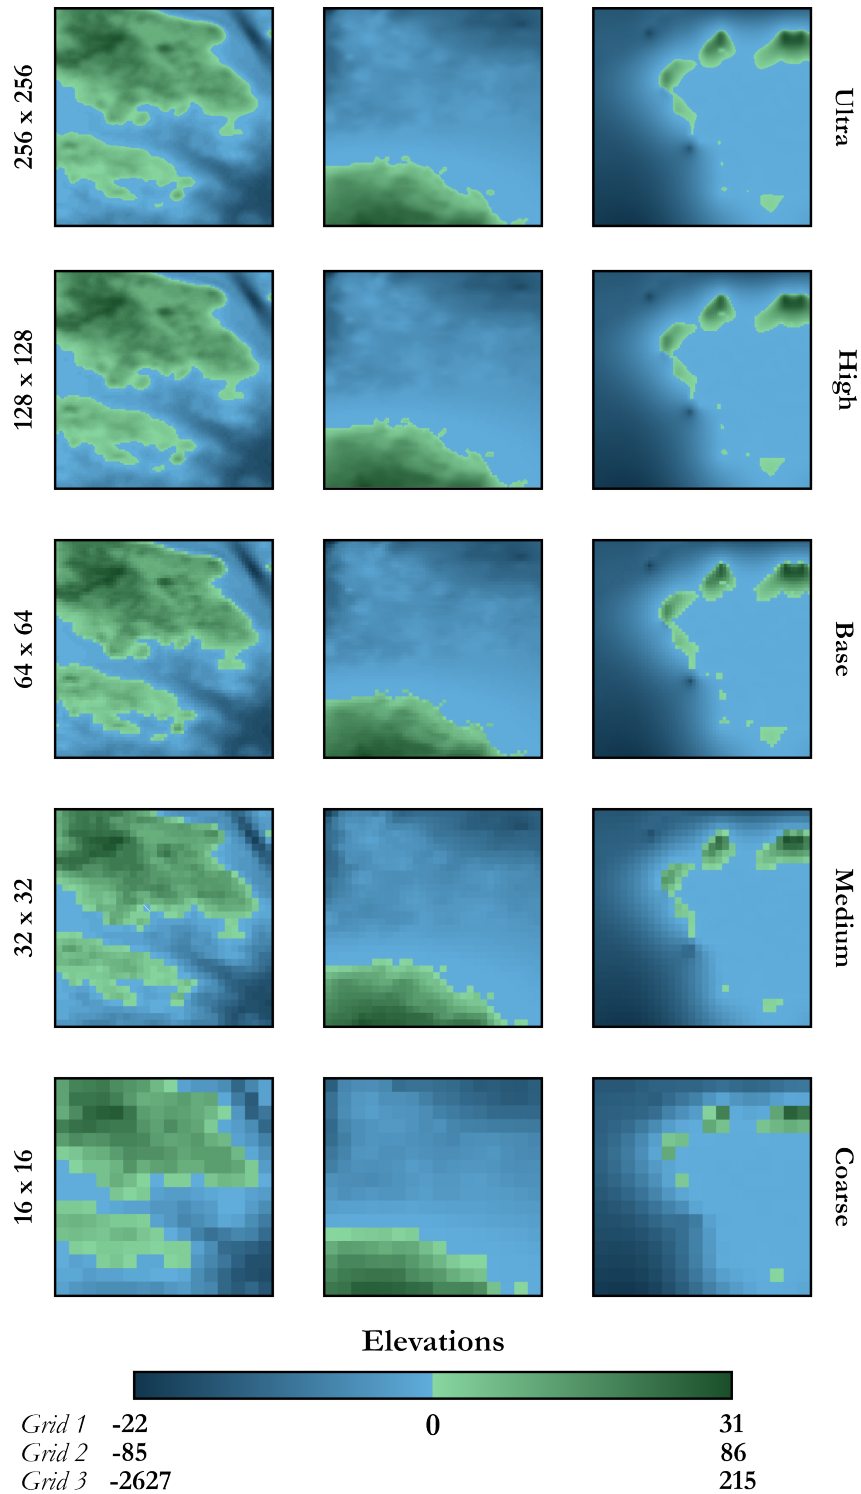 256 x 256
Ultra
128 x 128
High
64 x 64
Base
32 x 32
Medium
16 x 16
Coarse
Elevations
Grid 1 -22 0 31
Grid 2 -85 86
Grid 3 -2627 215